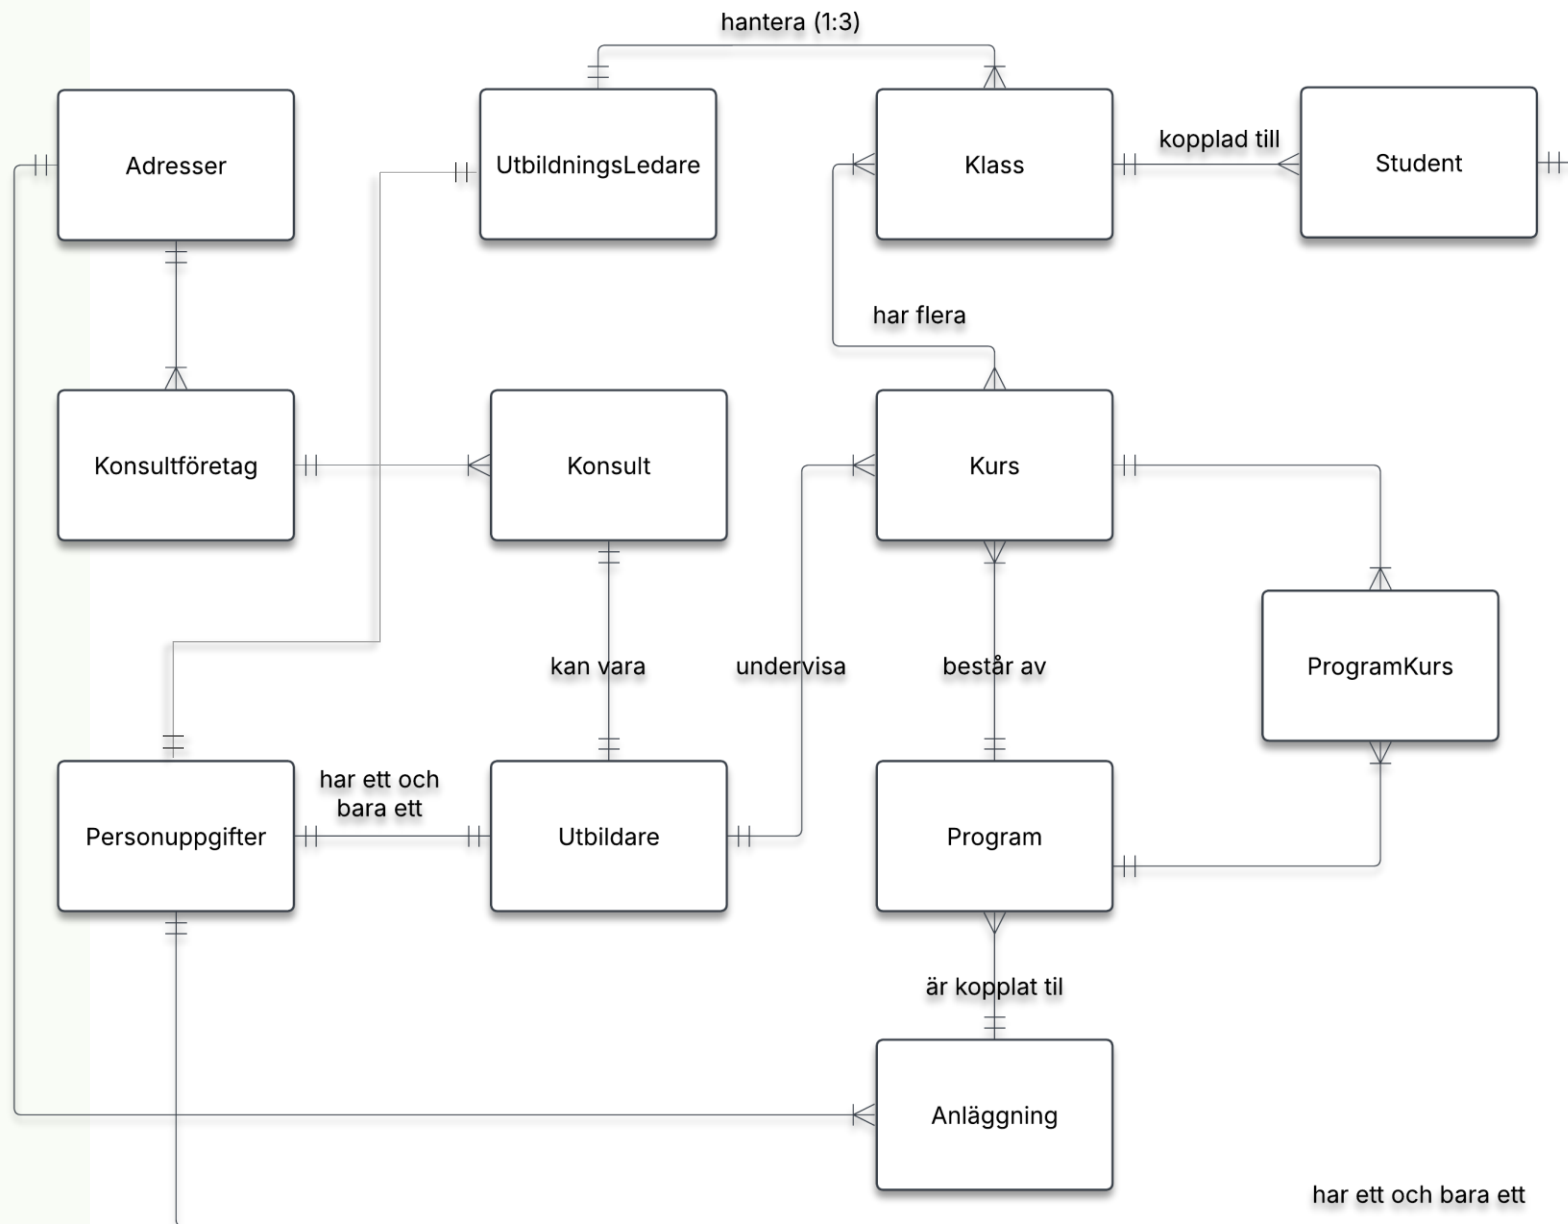 hantera (1:3)
Adresser
UtbildningsLedare
Klass
kopplad till
Student
har flera
Konsultföretag
Konsult
Kurs
kan vara
undervisa
består av
ProgramKurs
har ett och
bara ett
Personuppgifter
Utbildare
Program
är kopplat til
Anläggning
har ett och bara ett